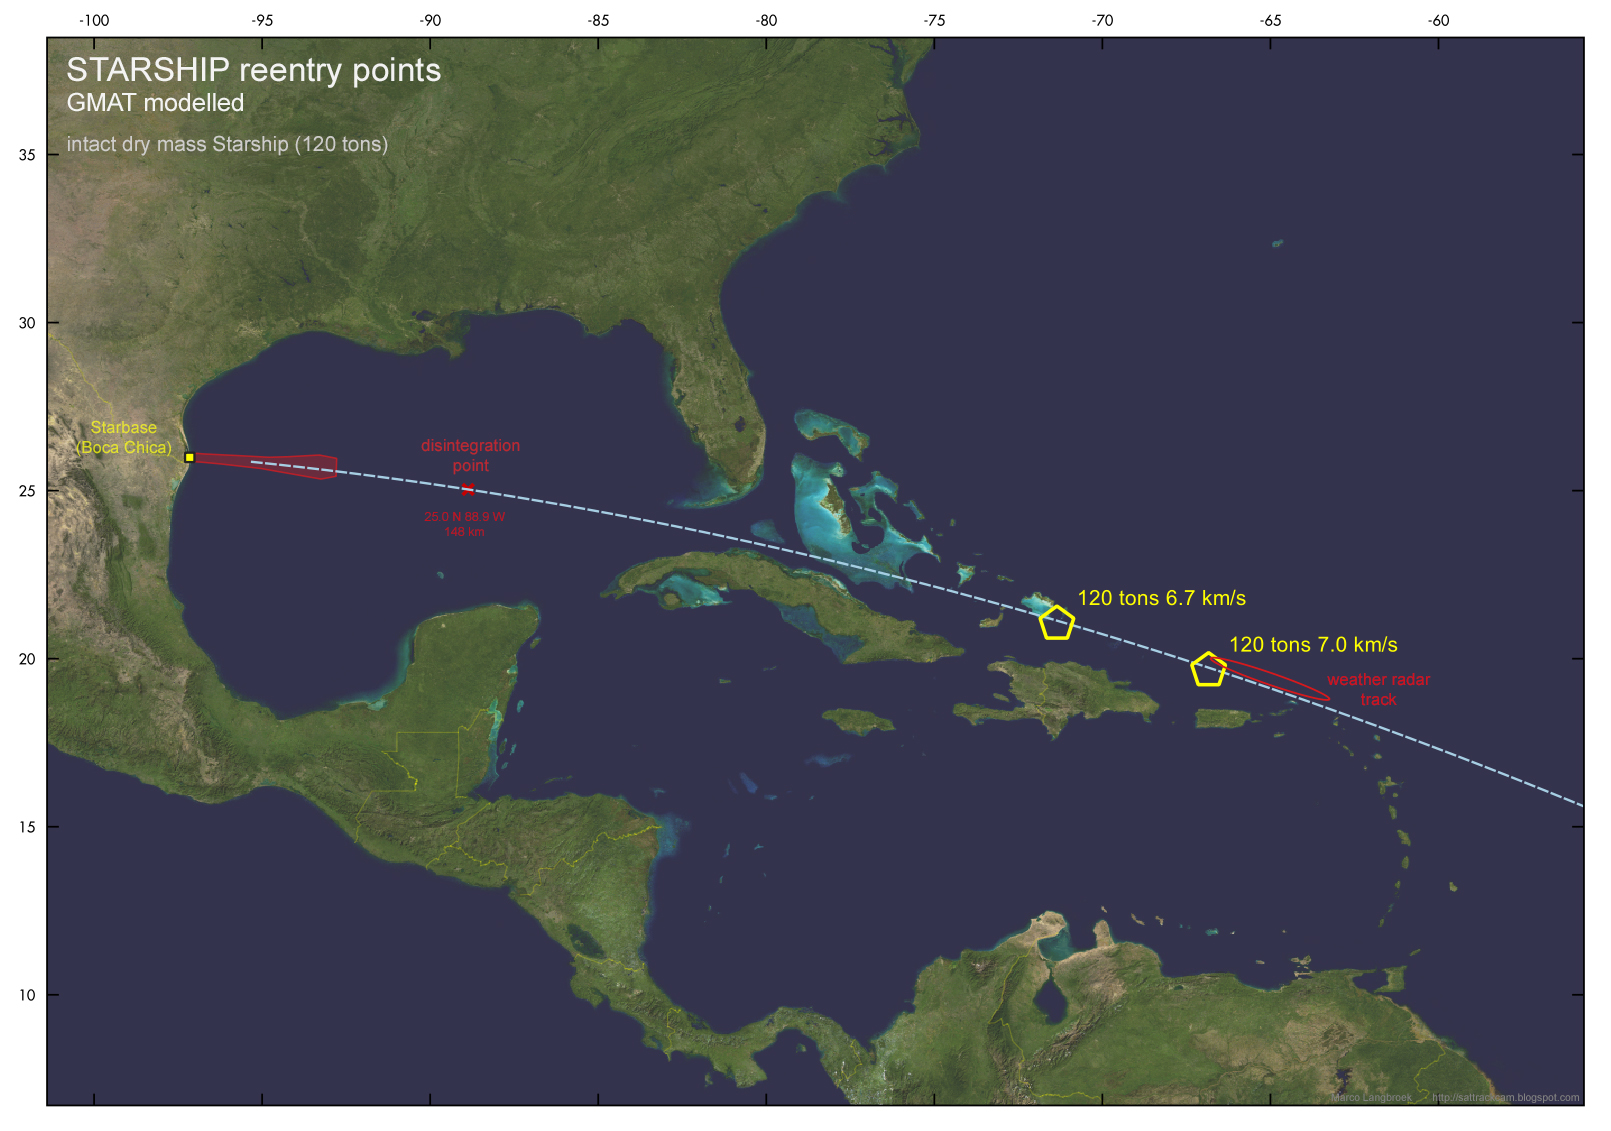 -100 -95 -90 -85 -80 -75 -70 -65 -60
STARSHIP reentry points
GMAT modelled
intact dry mass Starship (120 tons)
35
30
25
20
15
10
Starbase
(Boca Chica)
disintegration
point
25.0 N 88.9 W
148 km
120 tons 6.7 km/s
120 tons 7.0 km/s
weather radar
track
Marco Langbroek http://sattrackcam.blogspot.com